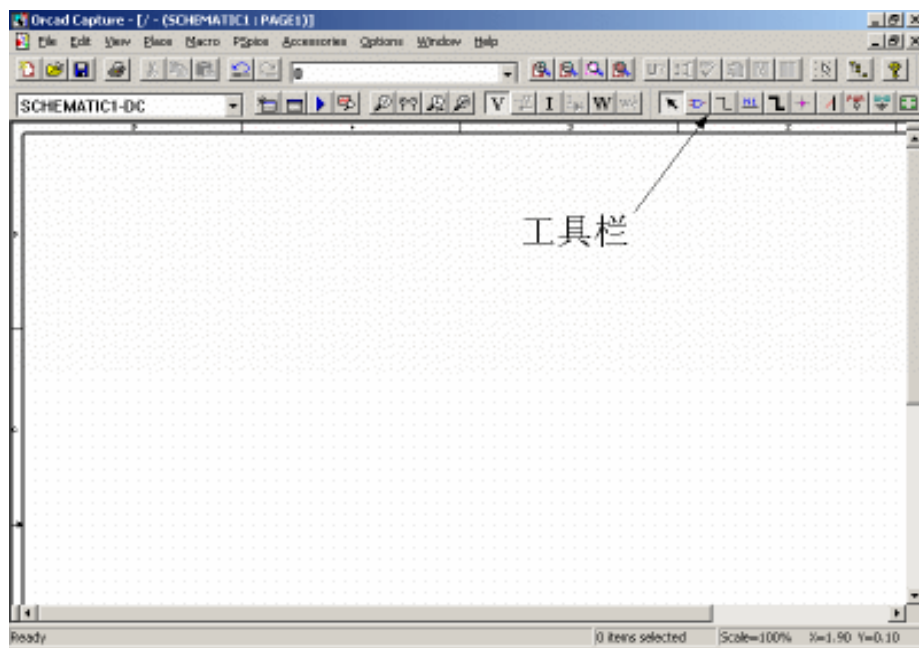 Orcad Capture - [/ - (SCHEMATIC1 : PAGE1)]
File Edit View Place Macro PSpice Accessories Options Window Help
SCHEMATIC1-DC
V I W
工具栏
Ready 0 items selected Scale=100% X=1.90 Y=0.10